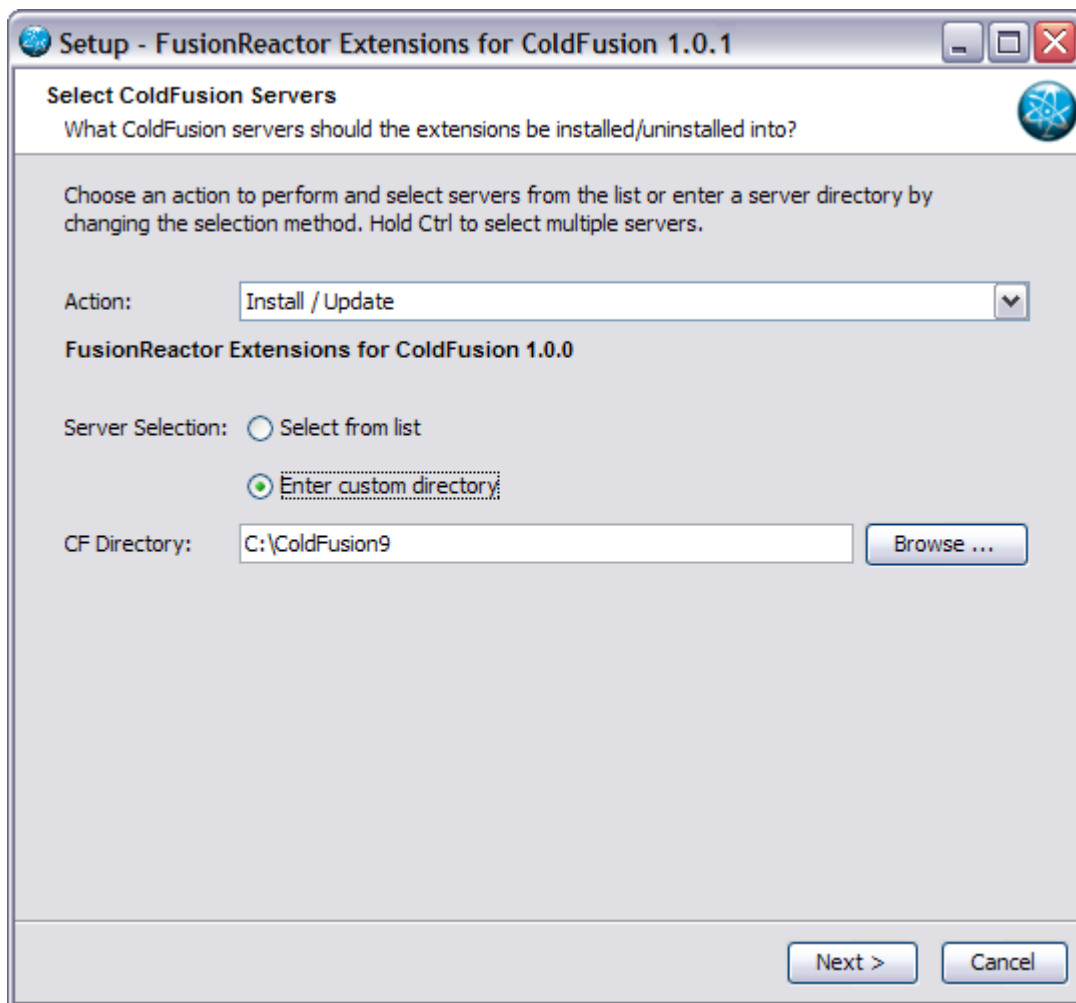 Setup - FusionReactor Extensions for ColdFusion 1.0.1
Select ColdFusion Servers
What ColdFusion servers should the extensions be installed/uninstalled into?
Choose an action to perform and select servers from the list or enter a server directory by
changing the selection method. Hold Ctrl to select multiple servers.
Action: Install / Update
FusionReactor Extensions for ColdFusion 1.0.0
Server Selection: Select from list
Enter custom directory
CF Directory: C:\ColdFusion9 Browse ...
Next > Cancel